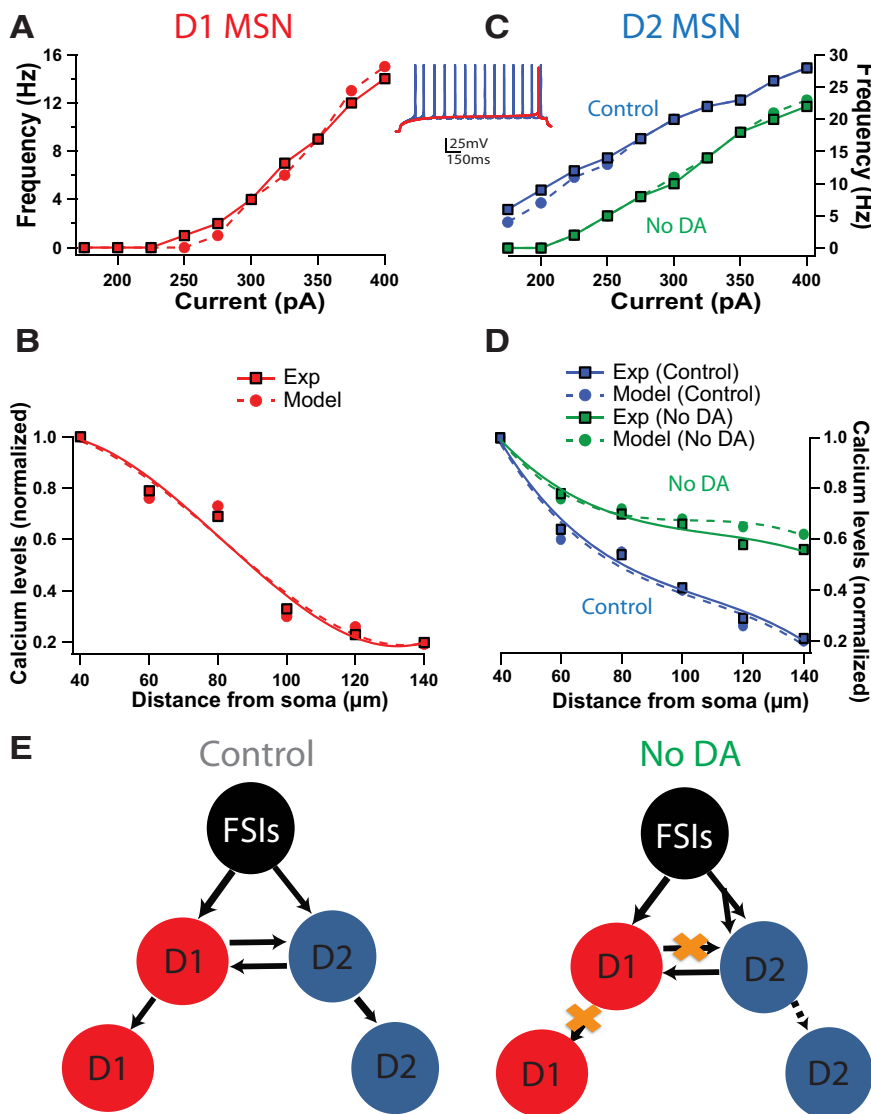 A
D1 MSN
Frequency (Hz)
16
12
8
4
0
200
250
300
350
400
Current (pA)
25mV
150ms
C
D2 MSN
Control
No DA
30
25
20
15
10
5
0
Frequency (Hz)
200
250
300
350
400
Current (pA)
B
Exp
Model
Calcium levels (normalized)
1.0
0.8
0.6
0.4
0.2
40
60
80
100
120
140
Distance from soma (µm)
D
Exp (Control)
Model (Control)
Exp (No DA)
Model (No DA)
No DA
Control
1.0
0.8
0.6
0.4
0.2
Calcium levels (normalized)
40
60
80
100
120
140
Distance from soma (µm)
E
Control
FSIs
D1
D2
D1
D2
No DA
FSIs
D1
D2
D1
D2